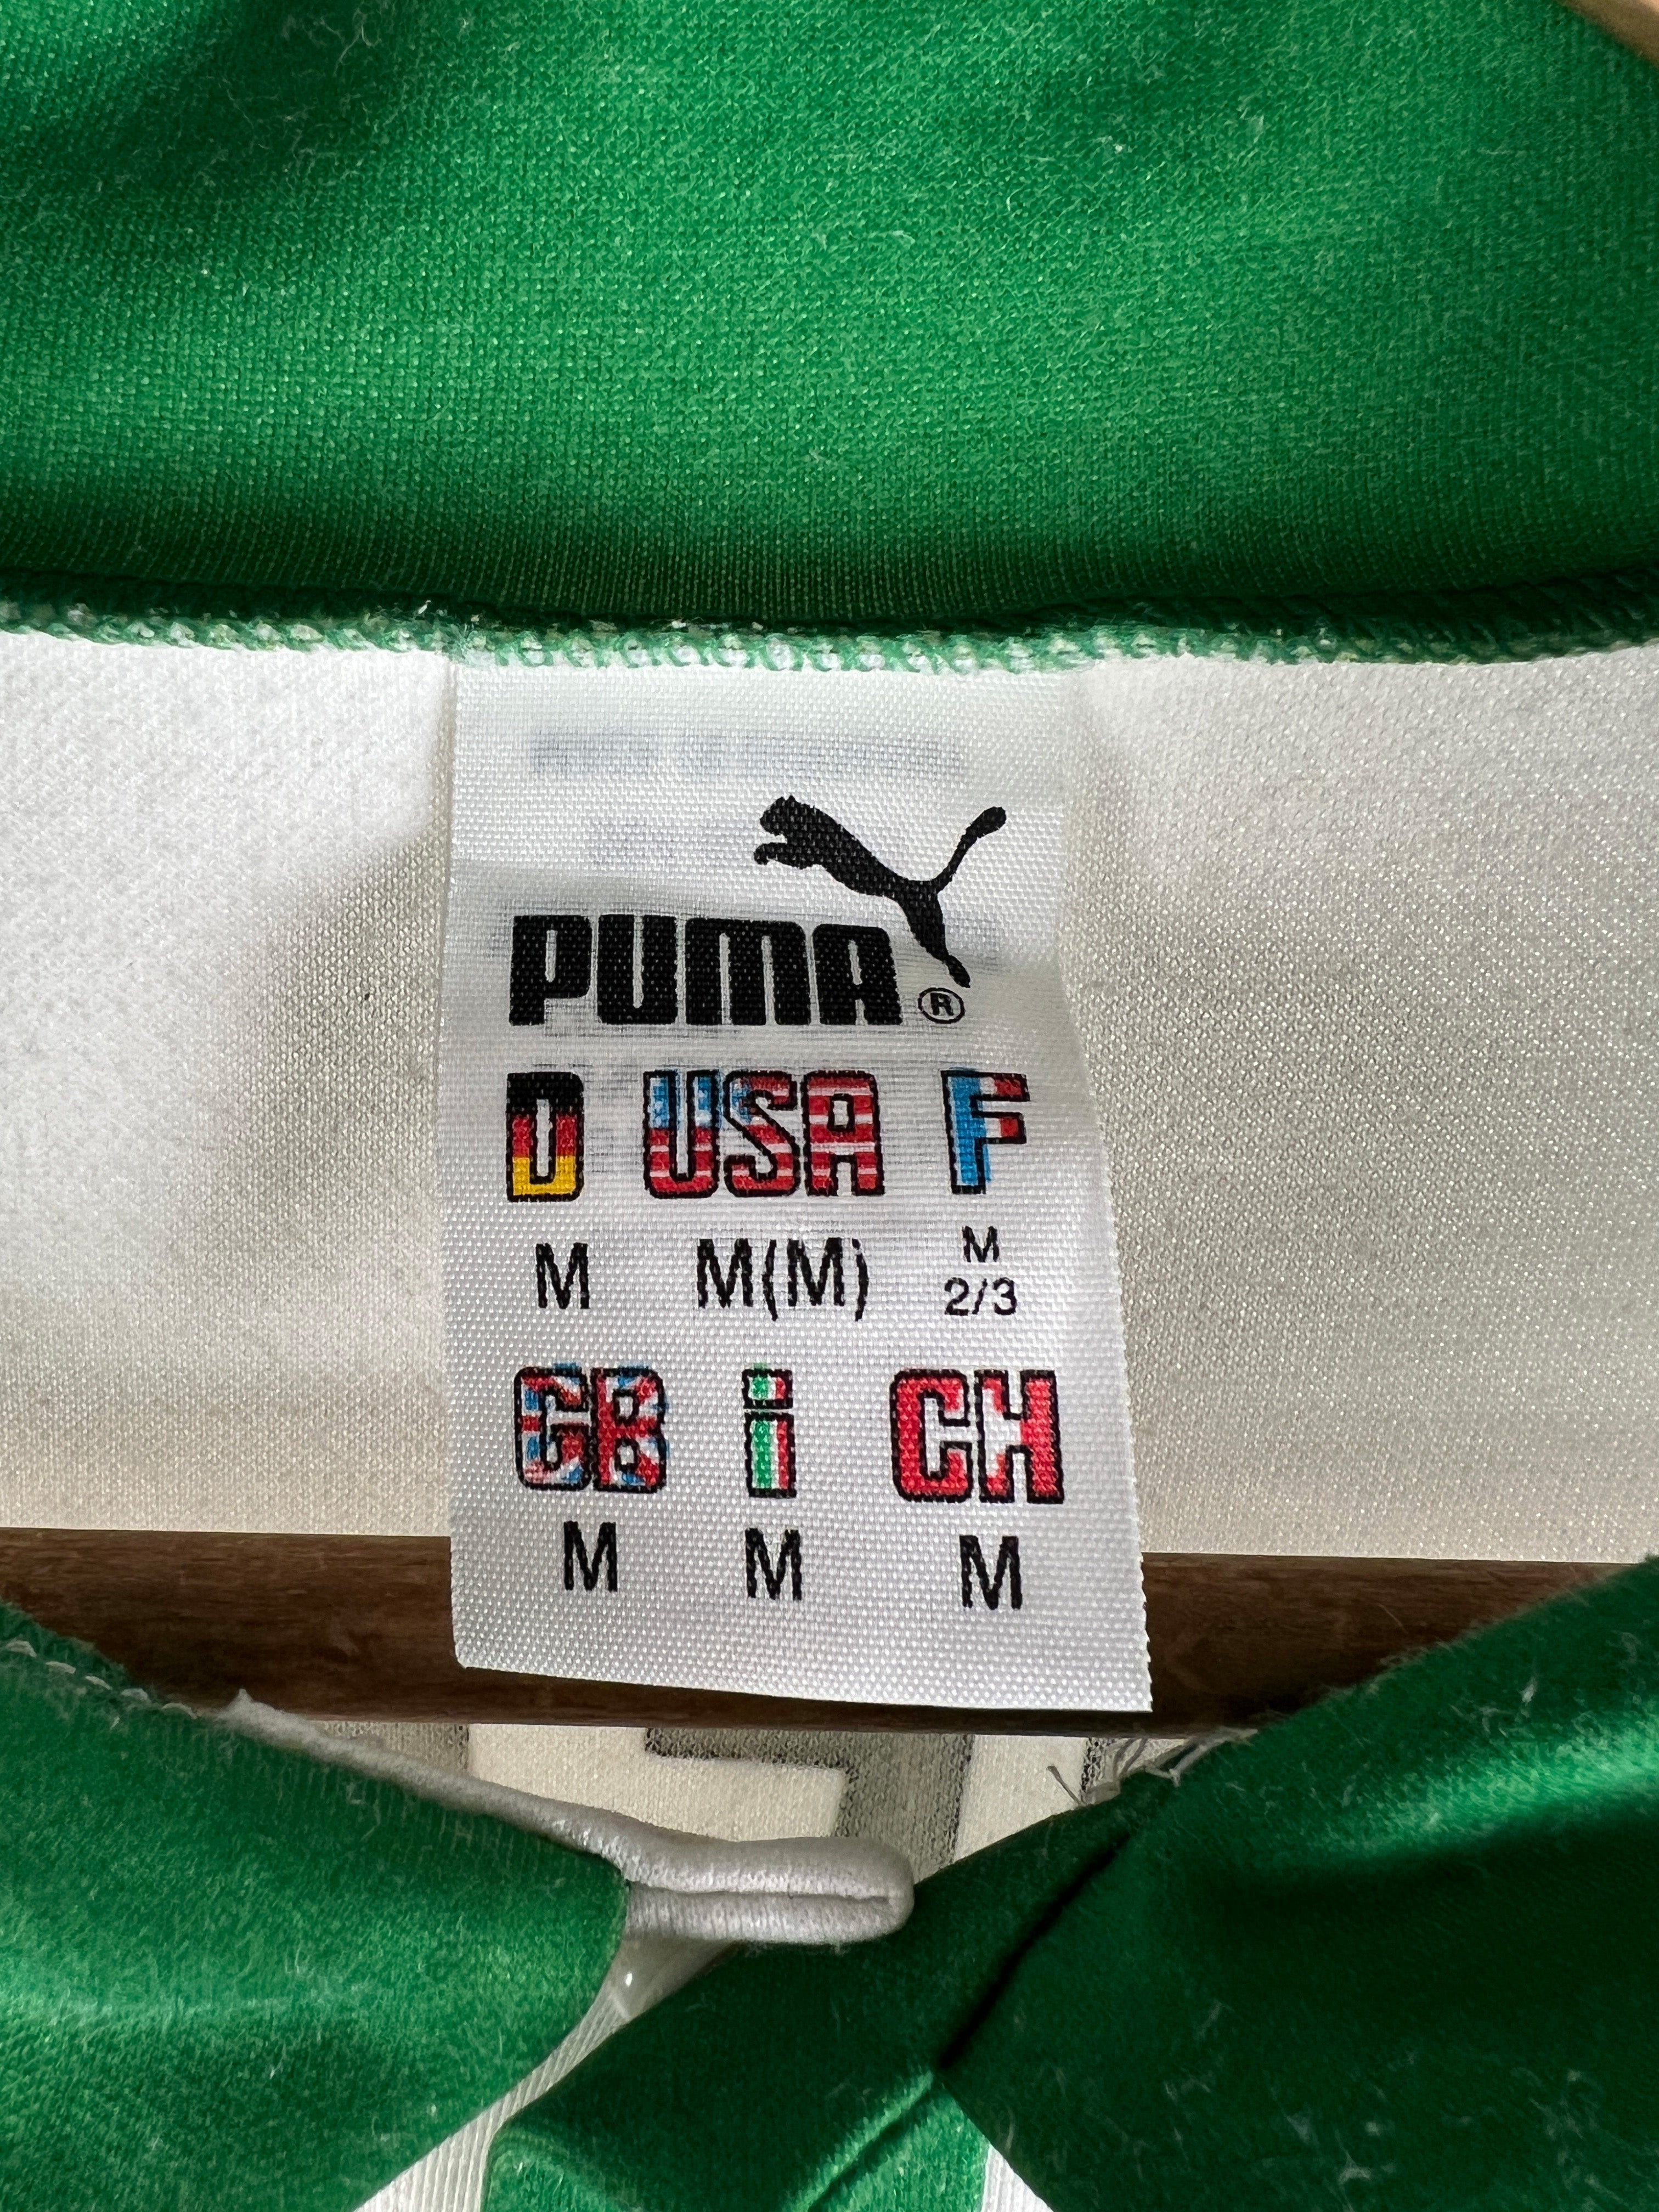 PUMA®
D USA F
M M(M) M
2/3
GB i CH
M M M